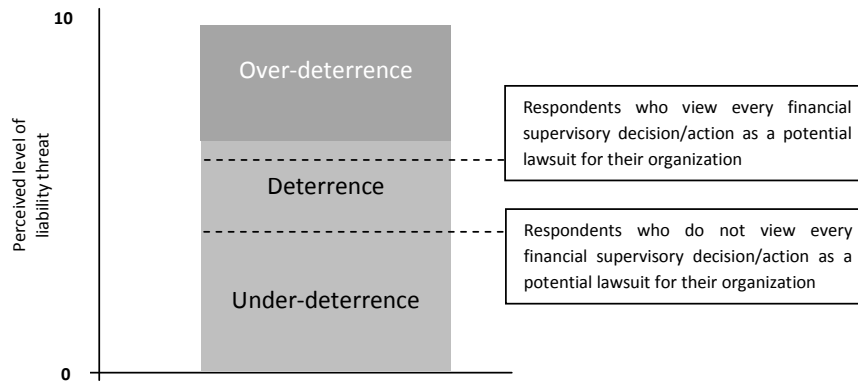 10
Over-deterrence
Respondents who view every financial
supervisory decision/action as a potential
lawsuit for their organization
Perceived level of
liability threat
Deterrence
Respondents who do not view every
financial supervisory decision/action as a
potential lawsuit for their organization
Under-deterrence
0